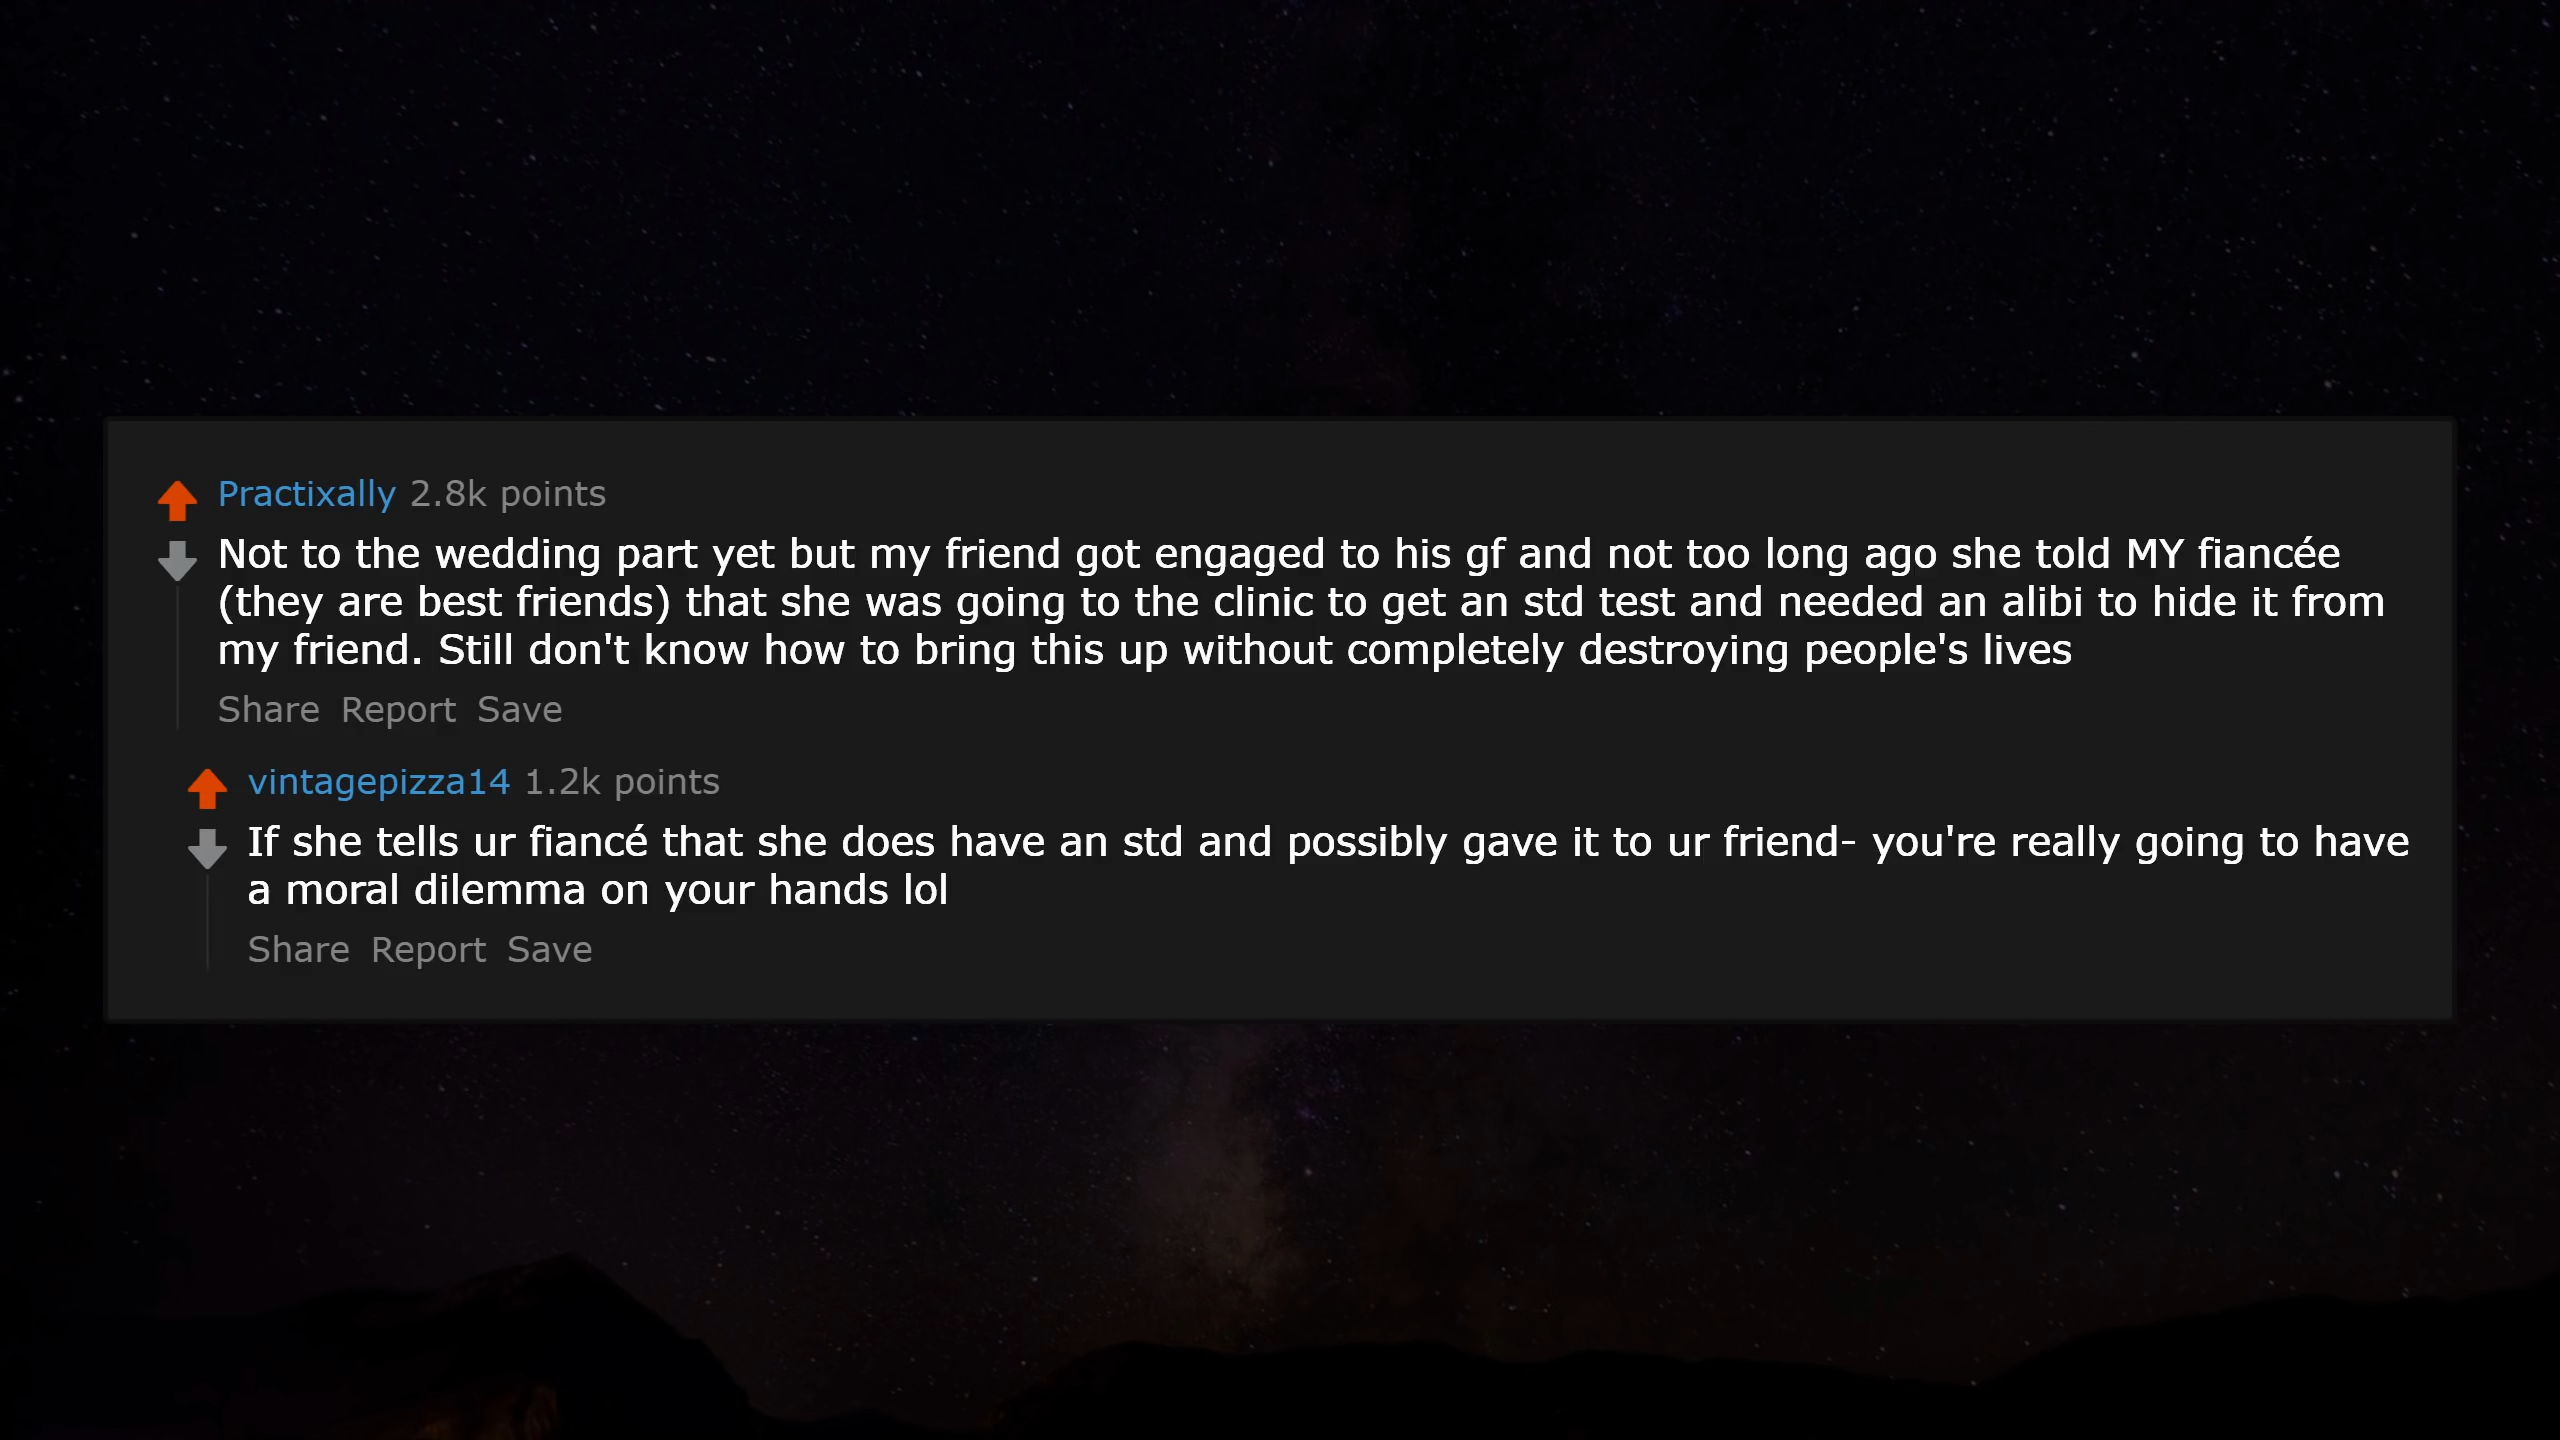 Practixally 2.8k points
Not to the wedding part yet but my friend got engaged to his gf and not too long ago she told MY fiancée
(they are best friends) that she was going to the clinic to get an std test and needed an alibi to hide it from
my friend. Still don't know how to bring this up without completely destroying people's lives
Share Report Save
vintagepizza14 1.2k points
If she tells ur fiancé that she does have an std and possibly gave it to ur friend- you're really going to have
a moral dilemma on your hands lol
Share Report Save